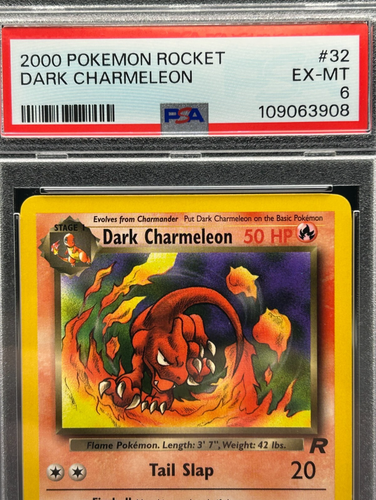 2000 POKEMON ROCKET #32
DARK CHARMELEON EX-MT
6
109063908
PSA
Evolves from Charmander Put Dark Charmeleon on the Basic Pokémon
STAGE 1
Dark Charmeleon 50 HP
Flame Pokémon. Length: 3' 7", Weight: 42 lbs.
R
Tail Slap 20